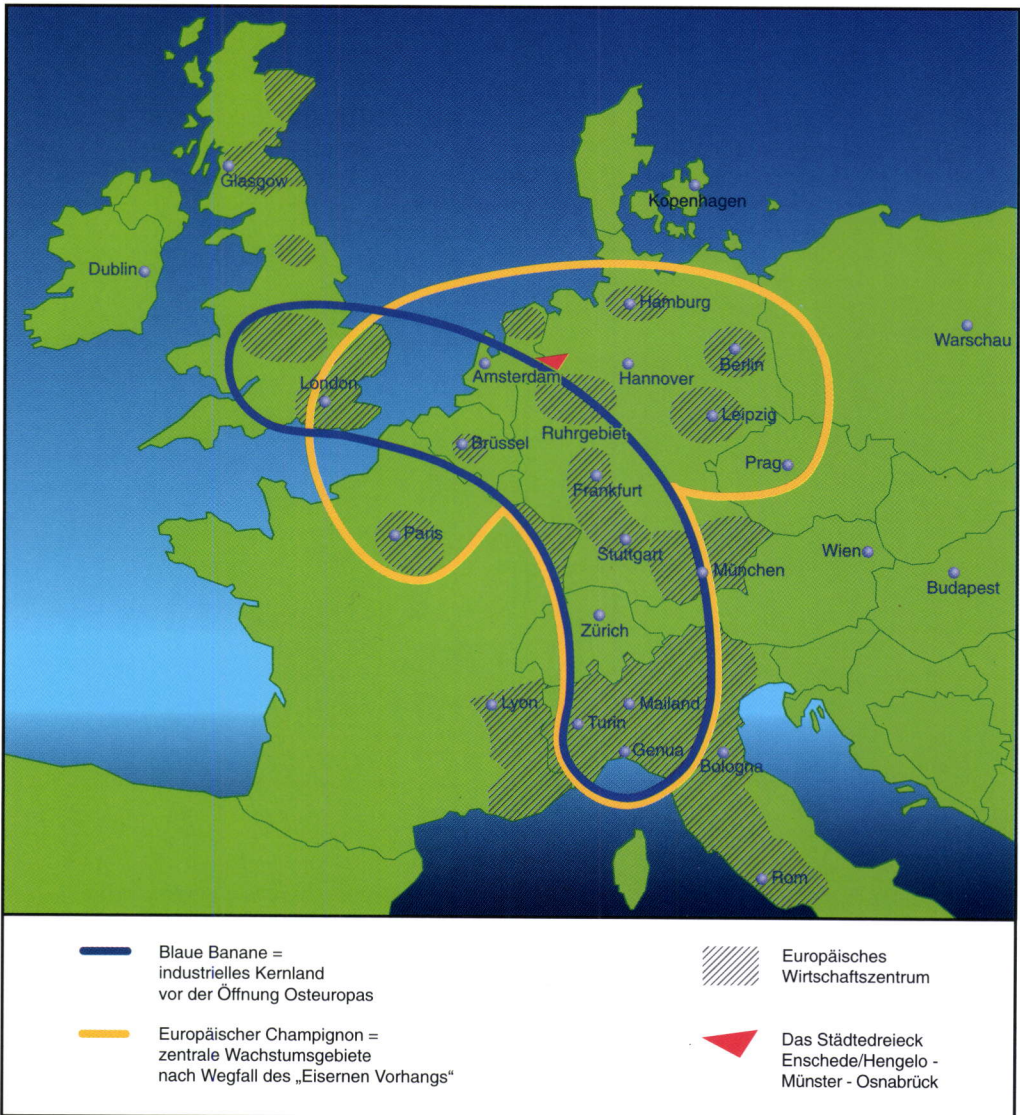 Glasgow
Kopenhagen
Dublin
Hamburg
Warschau
Berlin
Amsterdam
Hannover
London
Leipzig
Ruhrgebiet
Brüssel
Prag
Frankfurt
Paris
Stuttgart
Wien
München
Budapest
Zürich
Lyon
Mailand
Turin
Genua
Bologna
Rom
Blaue Banane =
industrielles Kernland
vor der Öffnung Osteuropas
Europäischer Champignon =
zentrale Wachstumsgebiete
nach Wegfall des „Eisernen Vorhangs“
Europäisches
Wirtschaftszentrum
Das Städtedreieck
Enschede/Hengelo -
Münster - Osnabrück